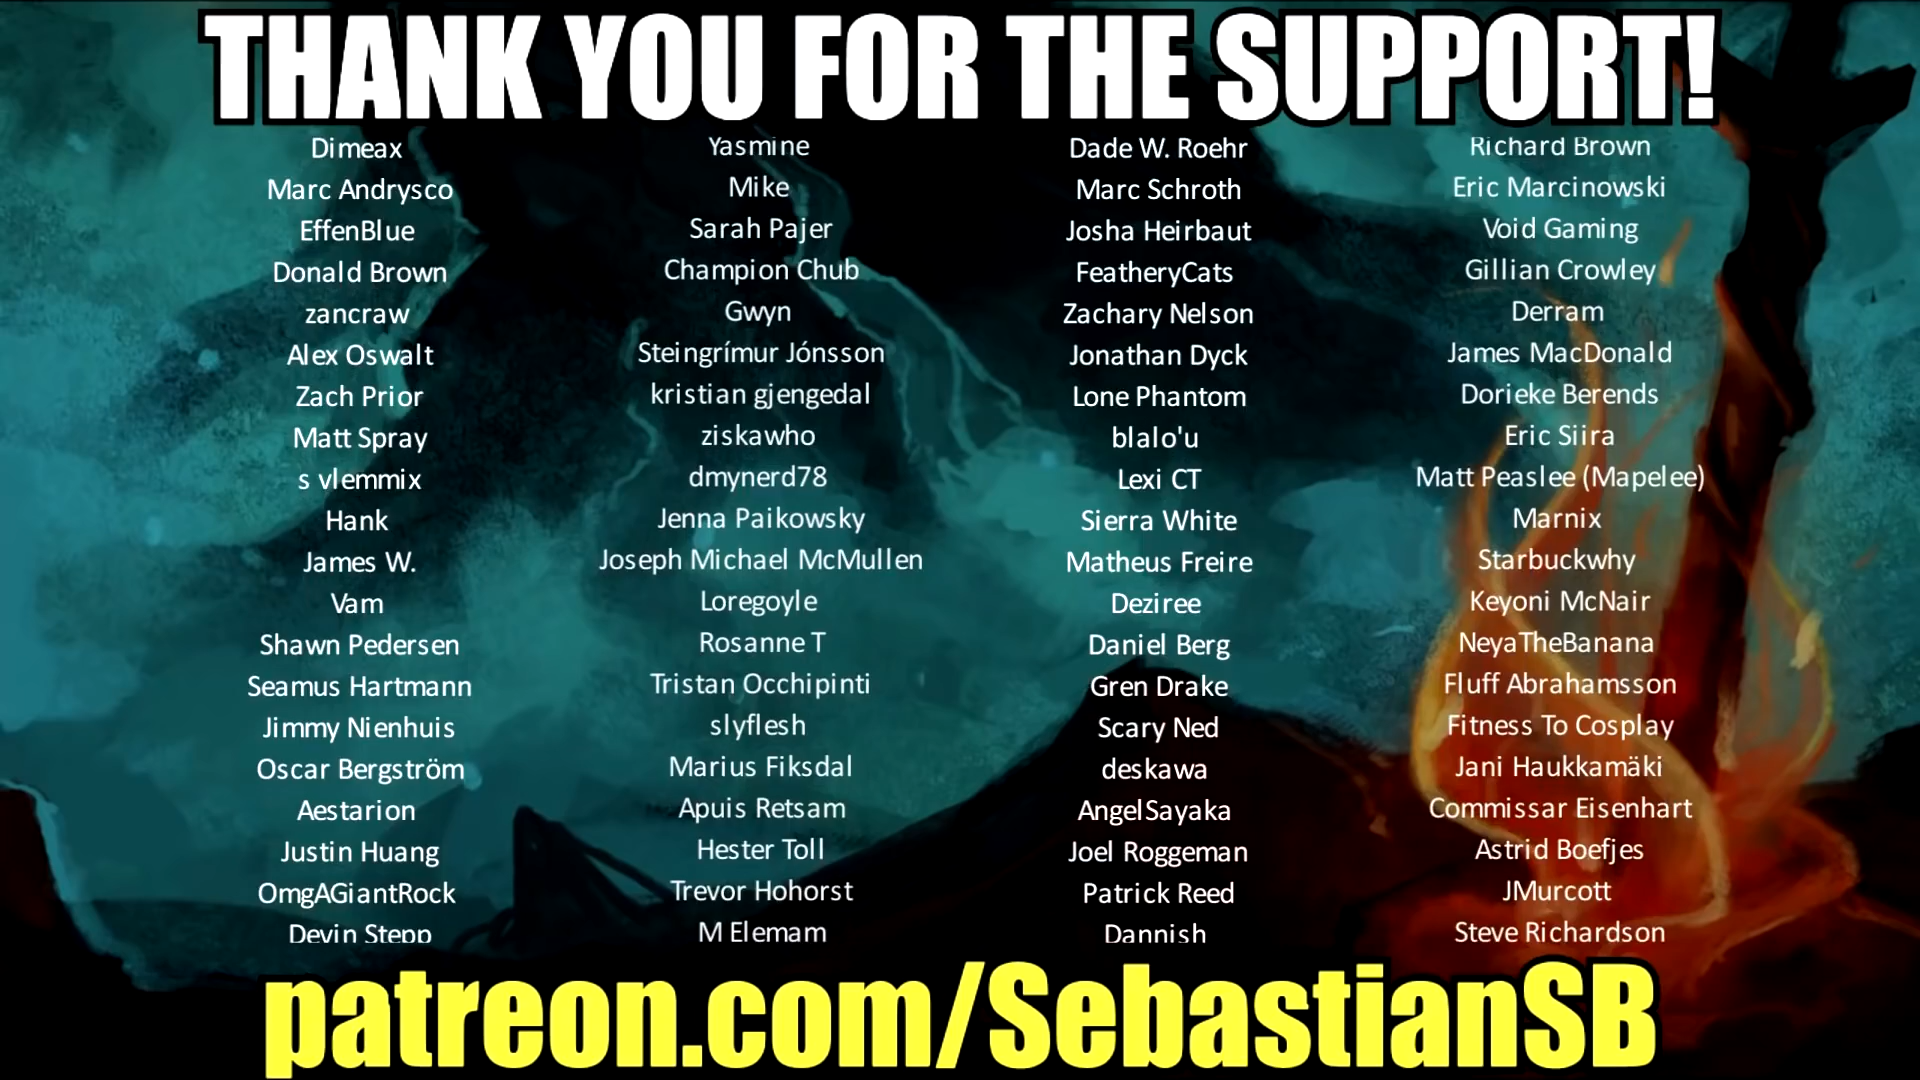 THANK YOU FOR THE SUPPORT!
Dimeax
Marc Andrysco
EffenBlue
Donald Brown
zancraw
Alex Oswalt
Zach Prior
Matt Spray
s vlemmix
Hank
James W.
Vam
Shawn Pedersen
Seamus Hartmann
Jimmy Nienhuis
Oscar Bergström
Aestarion
Justin Huang
OmgAGiantRock
Devin Stepp
Yasmine
Mike
Sarah Pajer
Champion Chub
Gwyn
Steingrímur Jónsson
kristian gjengedal
ziskawho
dmynerd78
Jenna Paikowsky
Joseph Michael McMullen
Loregoyle
Rosanne T
Tristan Occhipinti
slyflesh
Marius Fiksdal
Apuis Retsam
Hester Toll
Trevor Hohorst
M Elemam
Dade W. Roehr
Marc Schroth
Josha Heirbaut
FeatheryCats
Zachary Nelson
Jonathan Dyck
Lone Phantom
blalo'u
Lexi CT
Sierra White
Matheus Freire
Deziree
Daniel Berg
Gren Drake
Scary Ned
deskawa
AngelSayaka
Joel Roggeman
Patrick Reed
Dannish
Richard Brown
Eric Marcinowski
Void Gaming
Gillian Crowley
Derram
James MacDonald
Dorieke Berends
Eric Siira
Matt Peaslee (Mapelee)
Marnix
Starbuckwhy
Keyoni McNair
NeyaTheBanana
Fluff Abrahamsson
Fitness To Cosplay
Jani Haukkamäki
Commissar Eisenhart
Astrid Boefjes
JMurcott
Steve Richardson
patreon.com/SebastianSB